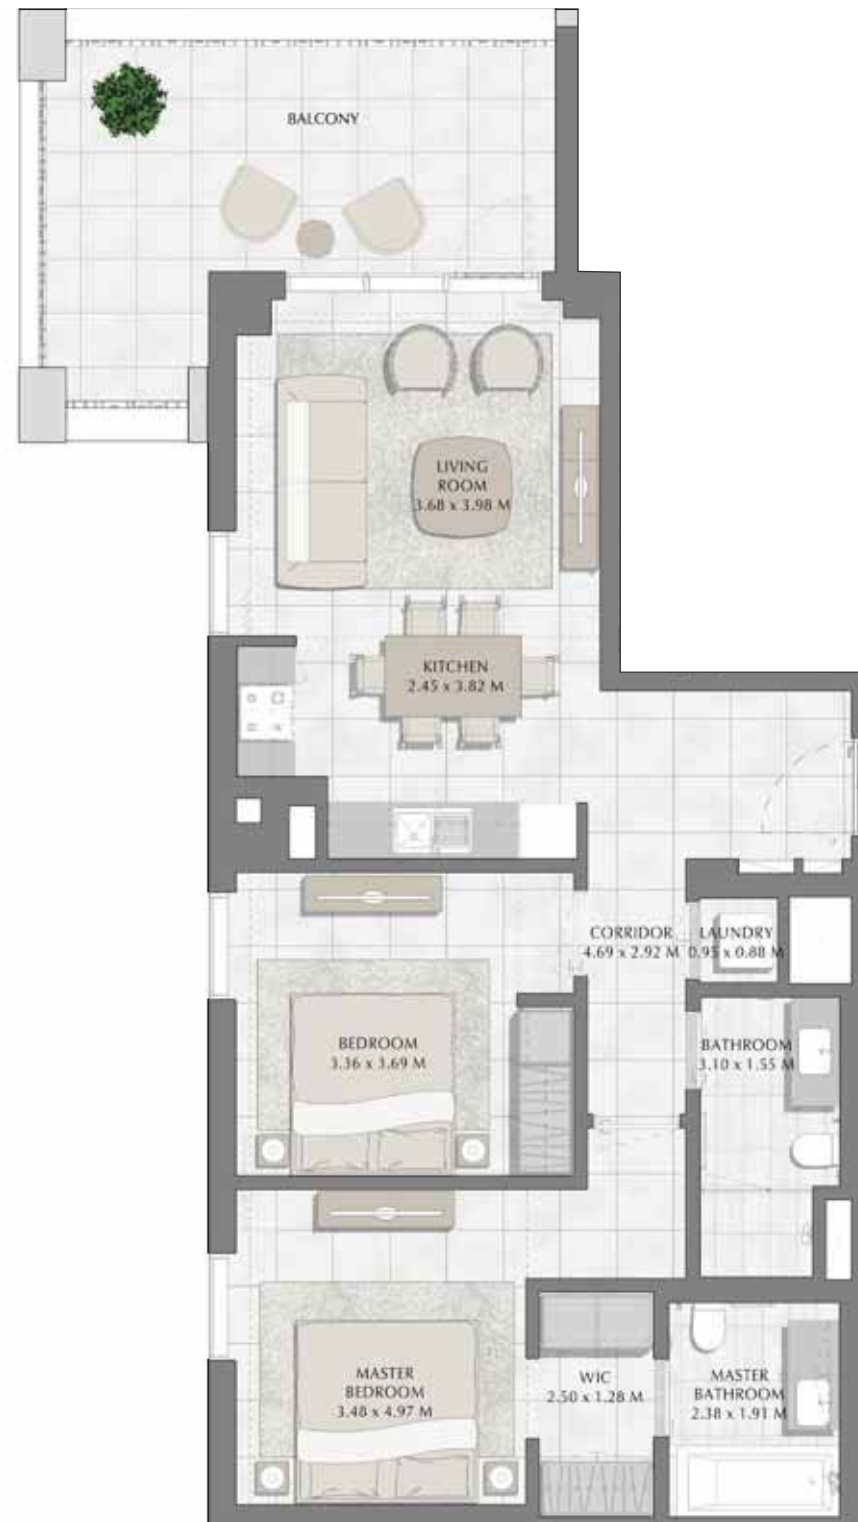 BALCONY
LIVING
ROOM
3.68 x 3.98 M
KITCHEN
2.45 x 3.82 M
CORRIDOR
4.69 x 2.92 M
LAUNDRY
0.95 x 0.88 M
BEDROOM
3.36 x 3.69 M
BATHROOM
3.10 x 1.55 M
MASTER
BEDROOM
3.48 x 4.97 M
WIC
2.50 x 1.28 M
MASTER
BATHROOM
2.38 x 1.91 M